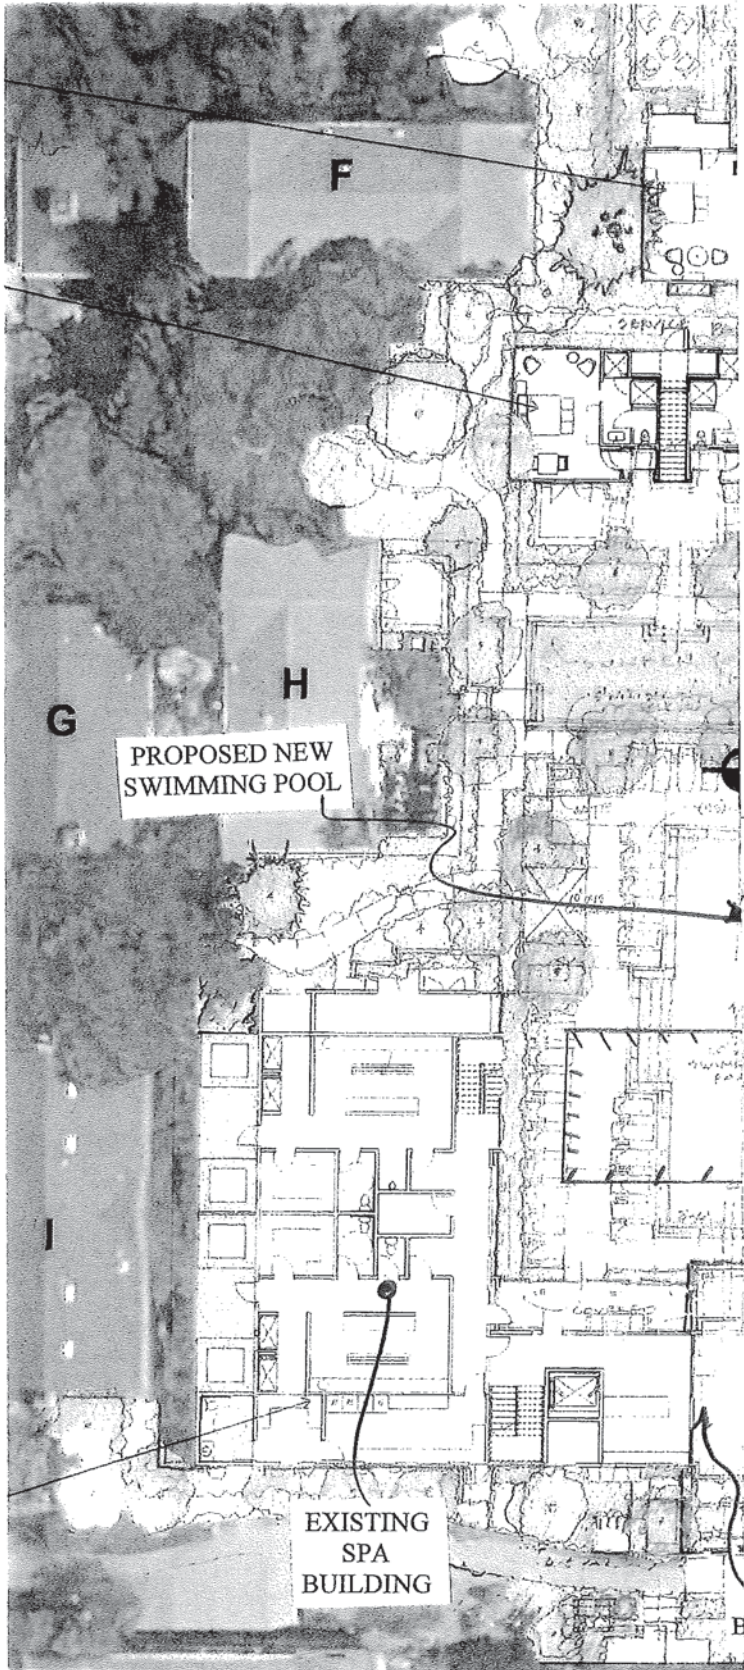 F
H
G
PROPOSED NEW
SWIMMING POOL
I
EXISTING
SPA
BUILDING
B